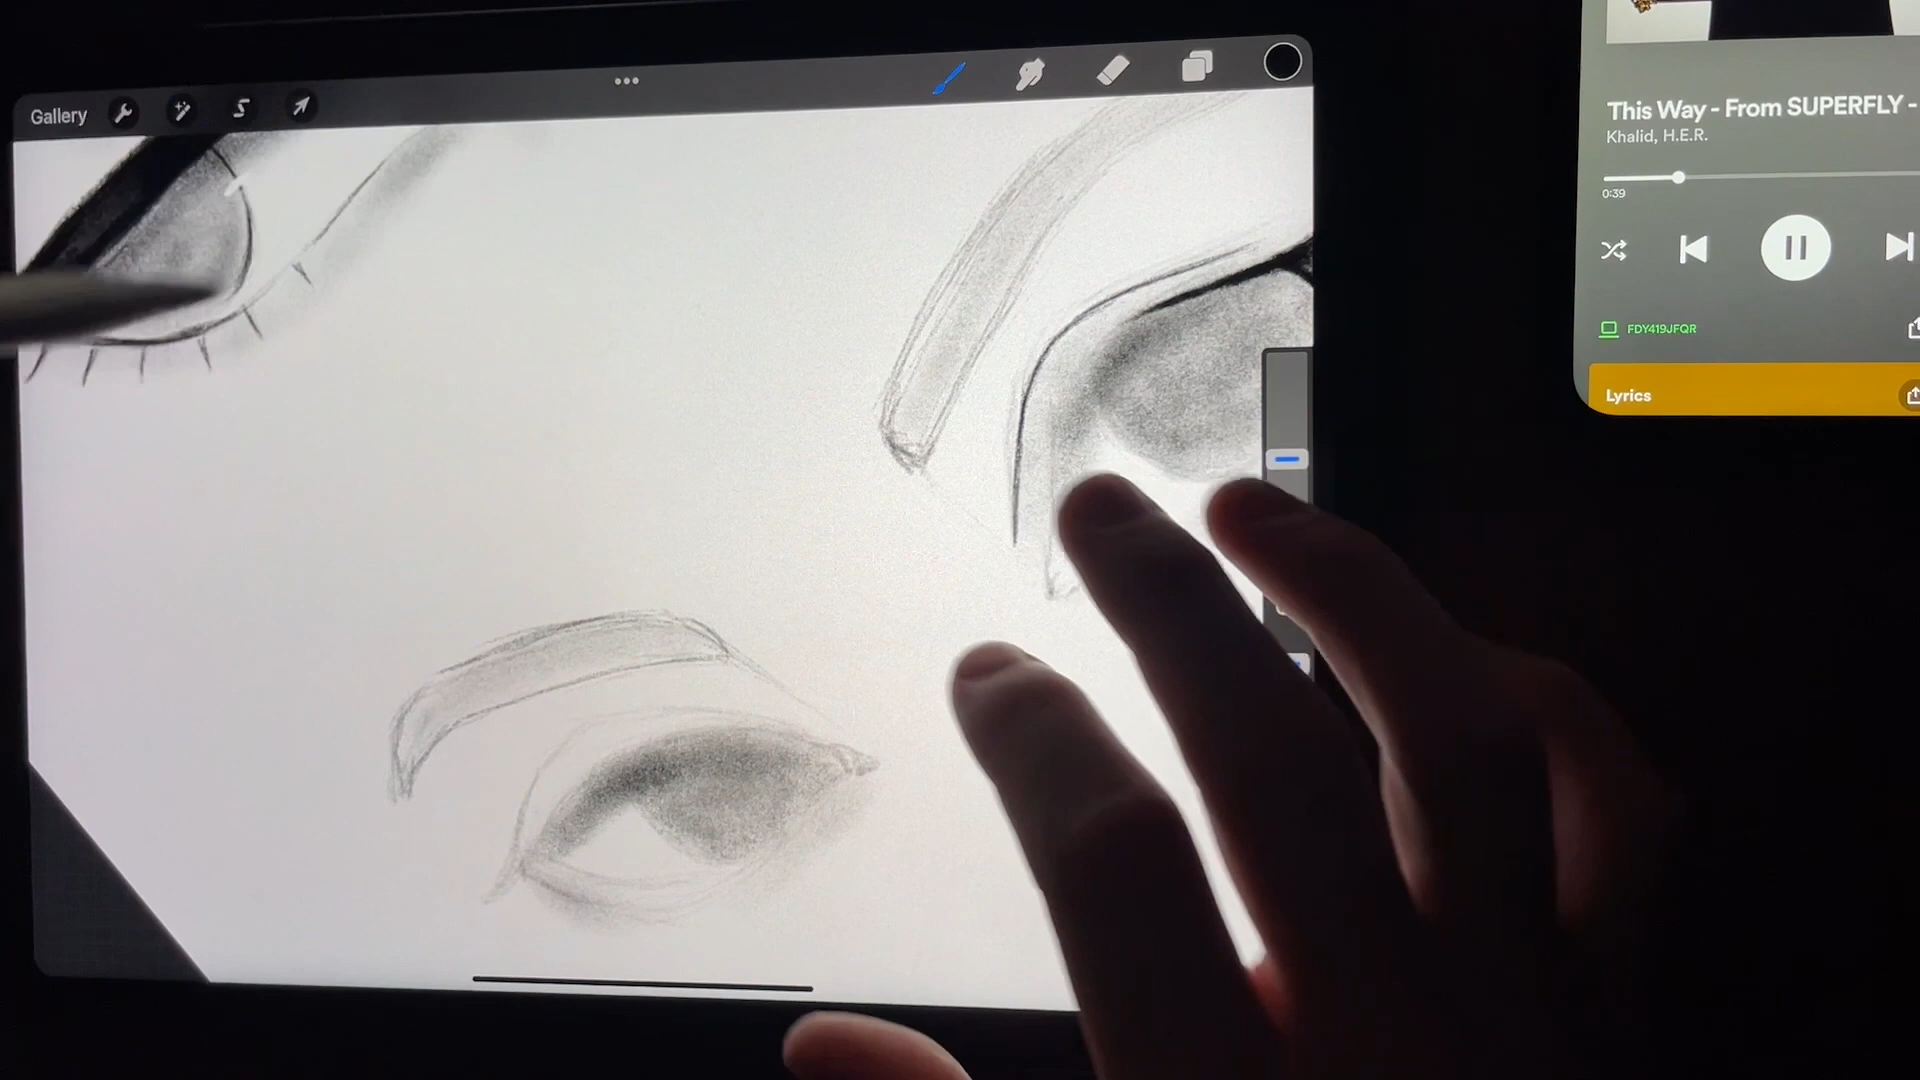 Gallery
This Way - From SUPERFLY -
Khalid, H.E.R.
0:39
FDY419JFQR
Lyrics